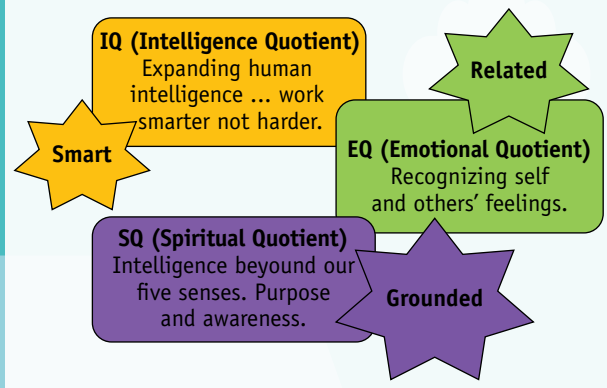 IQ (Intelligence Quotient)
Expanding human
intelligence ... work
smarter not harder.
Smart
Related
EQ (Emotional Quotient)
Recognizing self
and others’ feelings.
SQ (Spiritual Quotient)
Intelligence beyound our
five senses. Purpose
and awareness.
Grounded